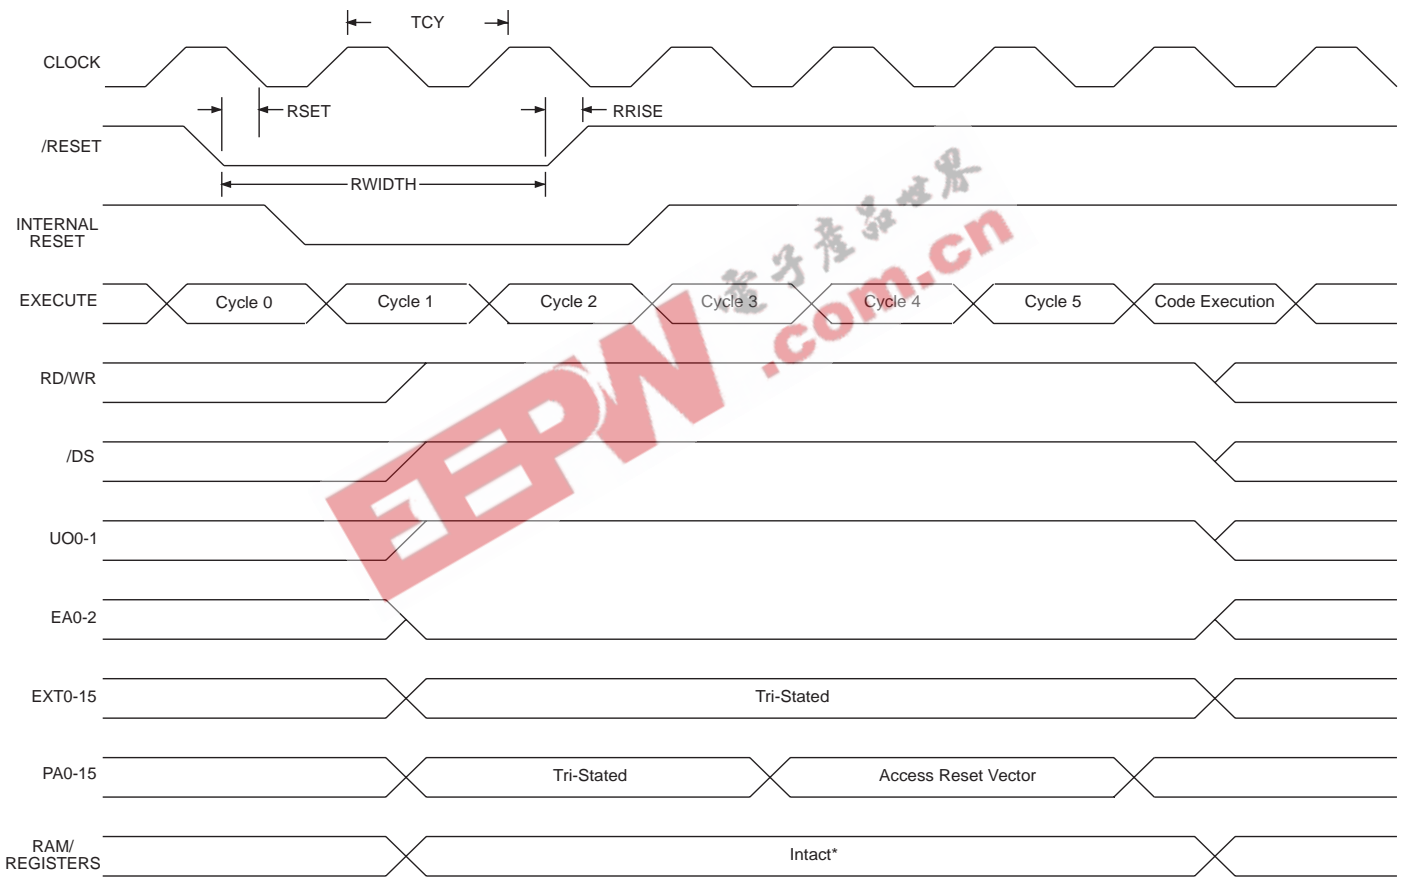 TCY
CLOCK
RSET
RRISE
/RESET
RWIDTH
INTERNAL
RESET
EXECUTE
Cycle 0
Cycle 1
Cycle 2
Cycle 3
Cycle 4
Cycle 5
Code Execution
RD/WR
/DS
UO0-1
EA0-2
EXT0-15
Tri-Stated
PA0-15
Tri-Stated
Access Reset Vector
RAM/
REGISTERS
Intact*
EEPW
.com.cn
電子產品世界